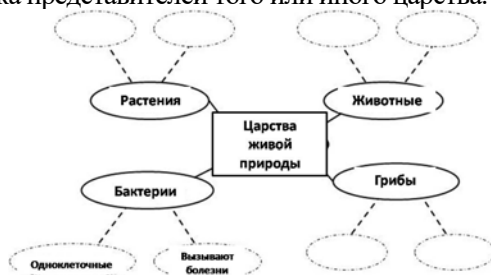 ка представителей того или иного царства.
Растения
Животные
Царства
живой
природы
Бактерии
Грибы
Одноклеточные
Вызывают
болезни